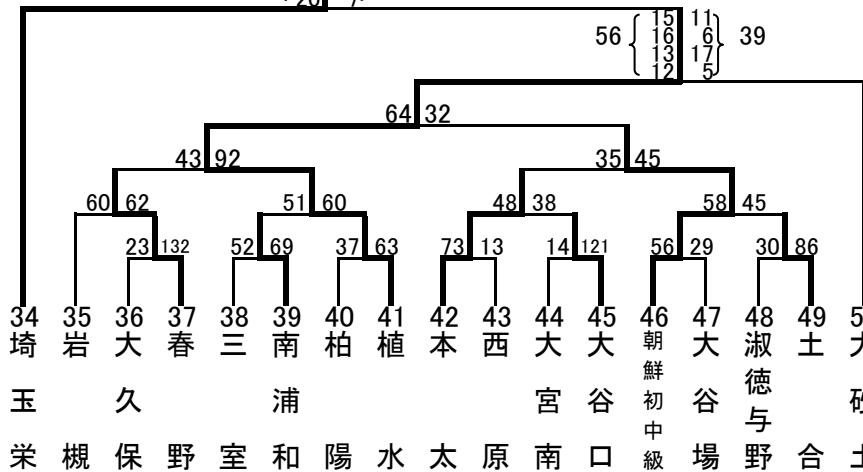 15 11
56 16 6 39
13 17
12 5
64 32
43 92 35 45
60 62 51 60 48 38 58 45
23 132 52 69 37 63 73 13 14 121 56 29 30 86
34 35 36 37 38 39 40 41 42 43 44 45 46 47 48 49
埼玉栄
岩槻
大久保
春野
三室
南浦和
柏陽
植水
本太
西原
大宮南
大谷口
朝鮮初中級
大谷場
淑徳与野
土合